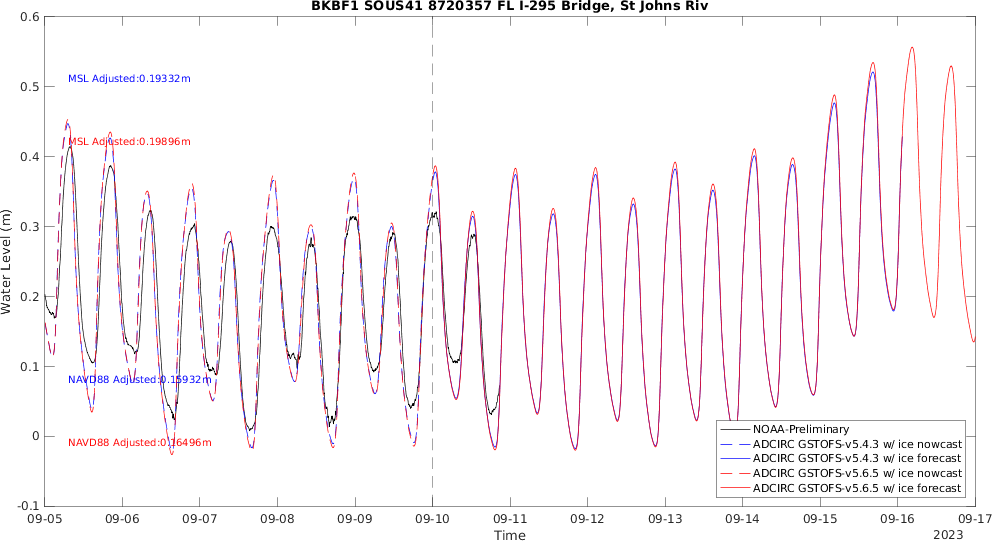 BKBF1 SOUS41 8720357 FL I-295 Bridge, St Johns Riv
0.6
0.5
0.4
0.3
0.2
0.1
0
-0.1
Water Level (m)
MSL Adjusted:0.19332m
MSL Adjusted:0.19896m
NAVD88 Adjusted:0.15932m
NAVD88 Adjusted:0.16496m
NOAA-Preliminary
ADCIRC GSTOFS-v5.4.3 w/ ice nowcast
ADCIRC GSTOFS-v5.4.3 w/ ice forecast
ADCIRC GSTOFS-v5.6.5 w/ ice nowcast
ADCIRC GSTOFS-v5.6.5 w/ ice forecast
09-05 09-06 09-07 09-08 09-09 09-10 09-11 09-12 09-13 09-14 09-15 09-16 09-17
Time
2023